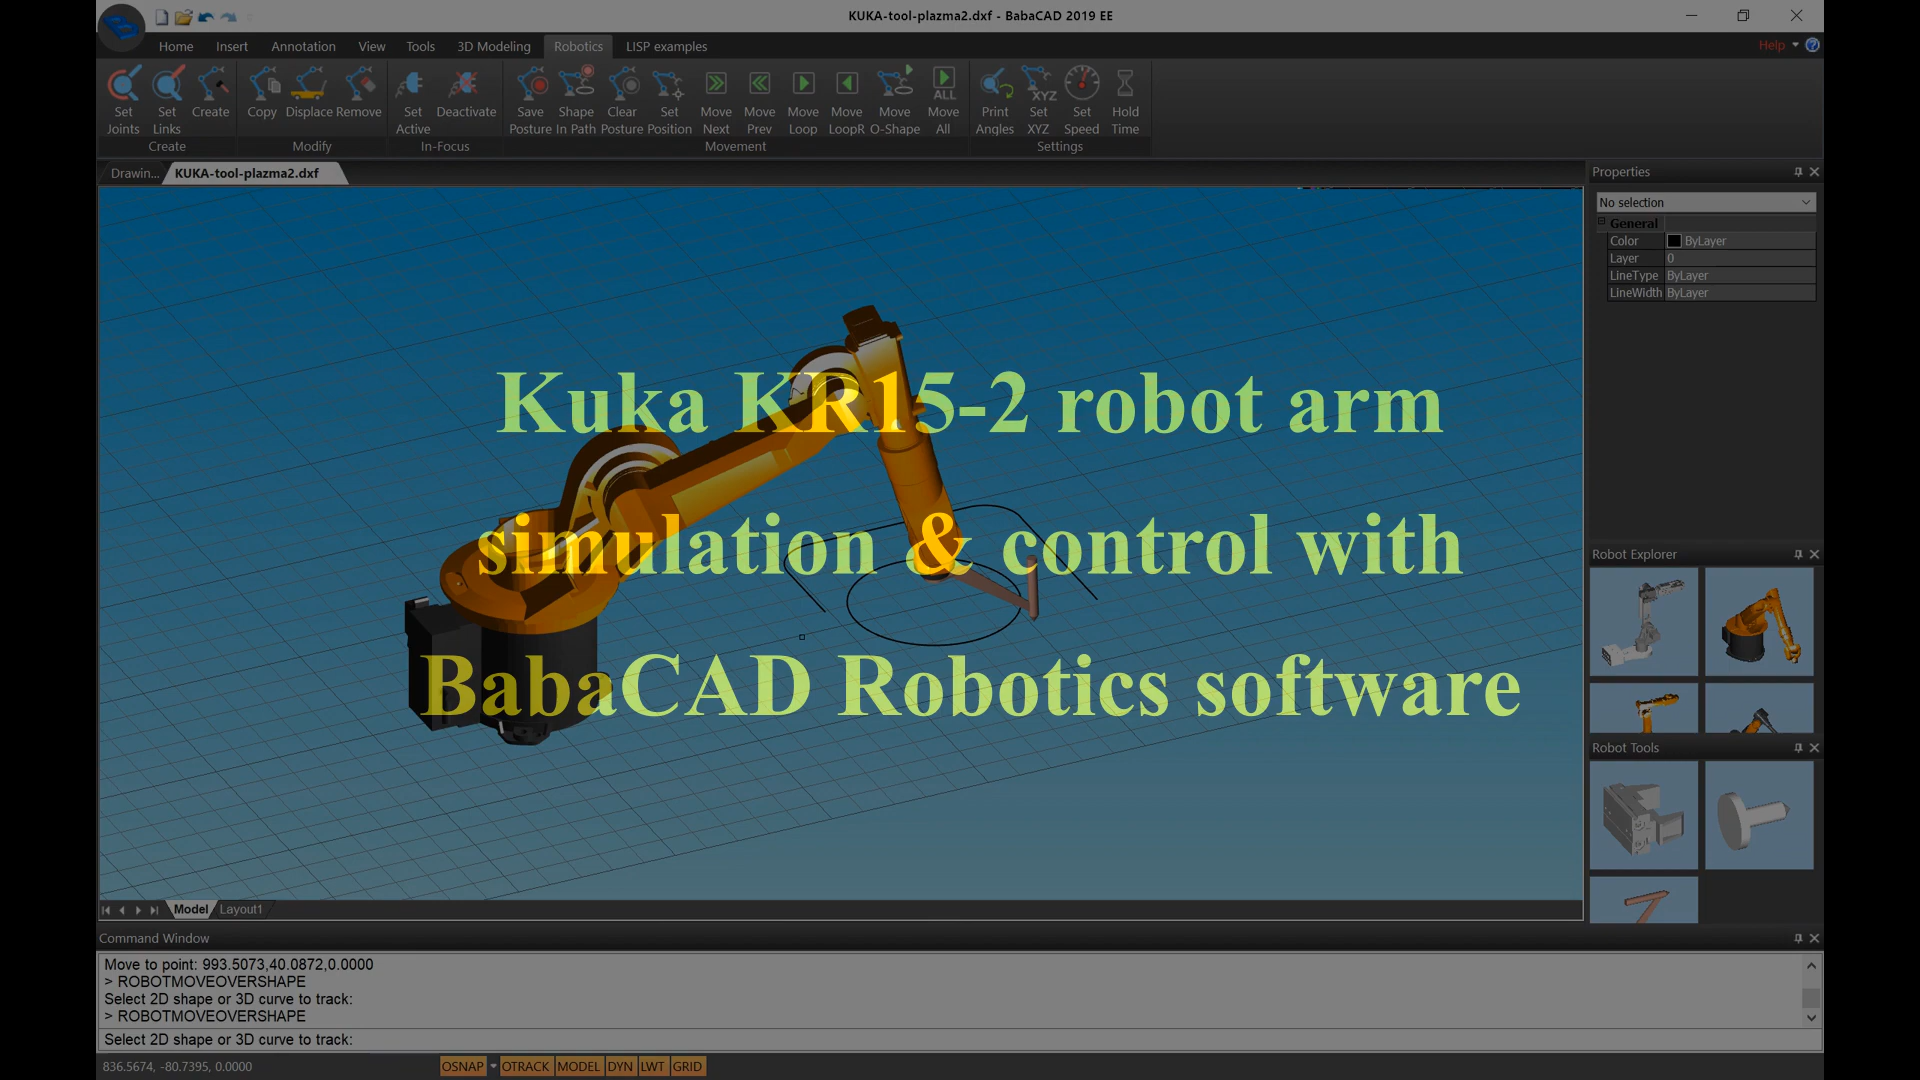 KUKA-tool-plazma2.dxf - BabaCAD 2019 EE
Home Insert Annotation View Tools 3D Modeling Robotics LISP examples Help
Set Joints
Set Links
Create
Copy
Displace
Remove
Set Active
Deactivate
Save Posture
Shape In Path
Clear Posture
Set Position
Move Next
Move Prev
Move Loop
Move LoopR
Move O-Shape
ALL
Move All
Print Angles
XYZ
Set XYZ
Set Speed
Hold Time
Create Modify In-Focus Movement Settings
Drawin... KUKA-tool-plazma2.dxf
Properties
No selection
General
Color ByLayer
Layer 0
LineType ByLayer
LineWidth ByLayer
Kuka KR15-2 robot arm
simulation & control with
BabaCAD Robotics software
Robot Explorer
Robot Tools
Model Layout1
Command Window
Move to point: 993.5073,40.0872,0.0000
> ROBOTMOVEOVERSHAPE
Select 2D shape or 3D curve to track:
> ROBOTMOVEOVERSHAPE
Select 2D shape or 3D curve to track:
836.5674, -80.7395, 0.0000 OSNAP OTRACK MODEL DYN LWT GRID